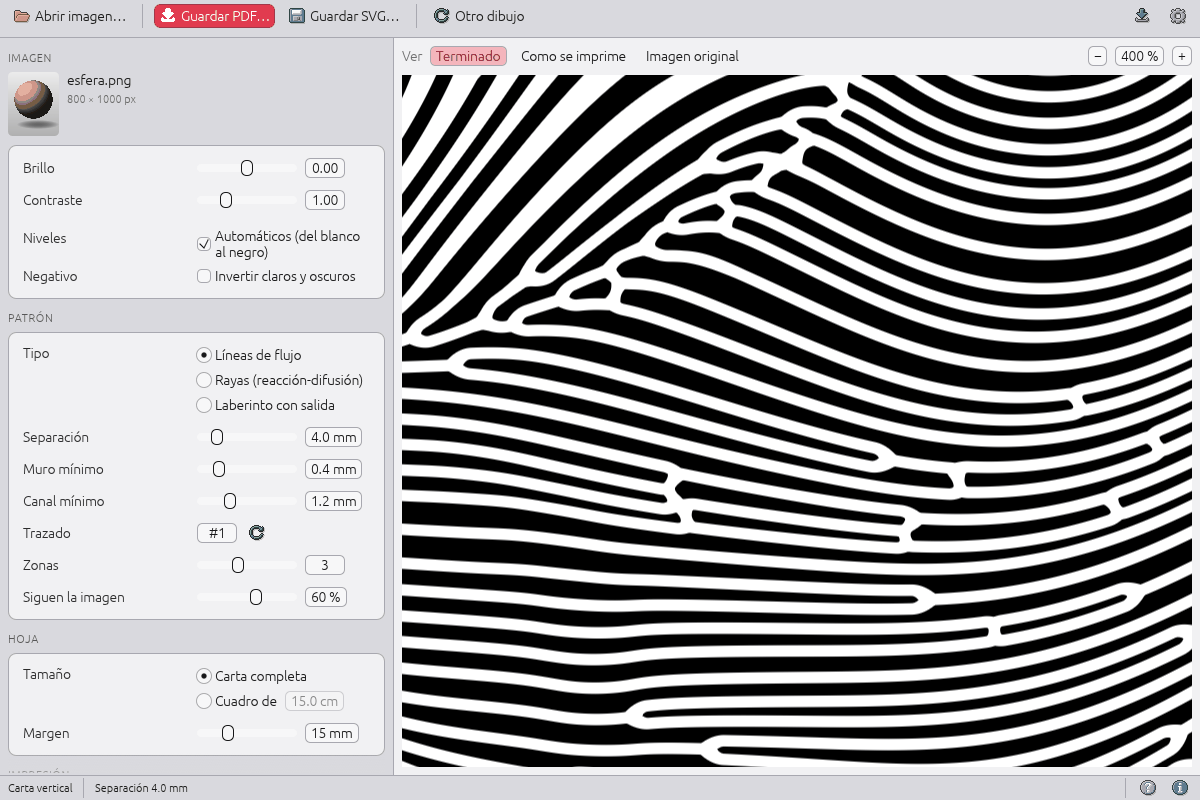 Abrir imagen...
Guardar PDF...
Guardar SVG...
Otro dibujo
IMAGEN
esfera.png
800 × 1000 px
Brillo 0.00
Contraste 1.00
Niveles Automáticos (del blanco
al negro)
Negativo Invertir claros y oscuros
PATRÓN
Tipo Líneas de flujo
Rayas (reacción-difusión)
Laberinto con salida
Separación 4.0 mm
Muro mínimo 0.4 mm
Canal mínimo 1.2 mm
Trazado #1
Zonas 3
Siguen la imagen 60 %
HOJA
Tamaño Carta completa
Cuadro de 15.0 cm
Margen 15 mm
Ver Terminado Como se imprime Imagen original
− 400 % +
Carta vertical Separación 4.0 mm